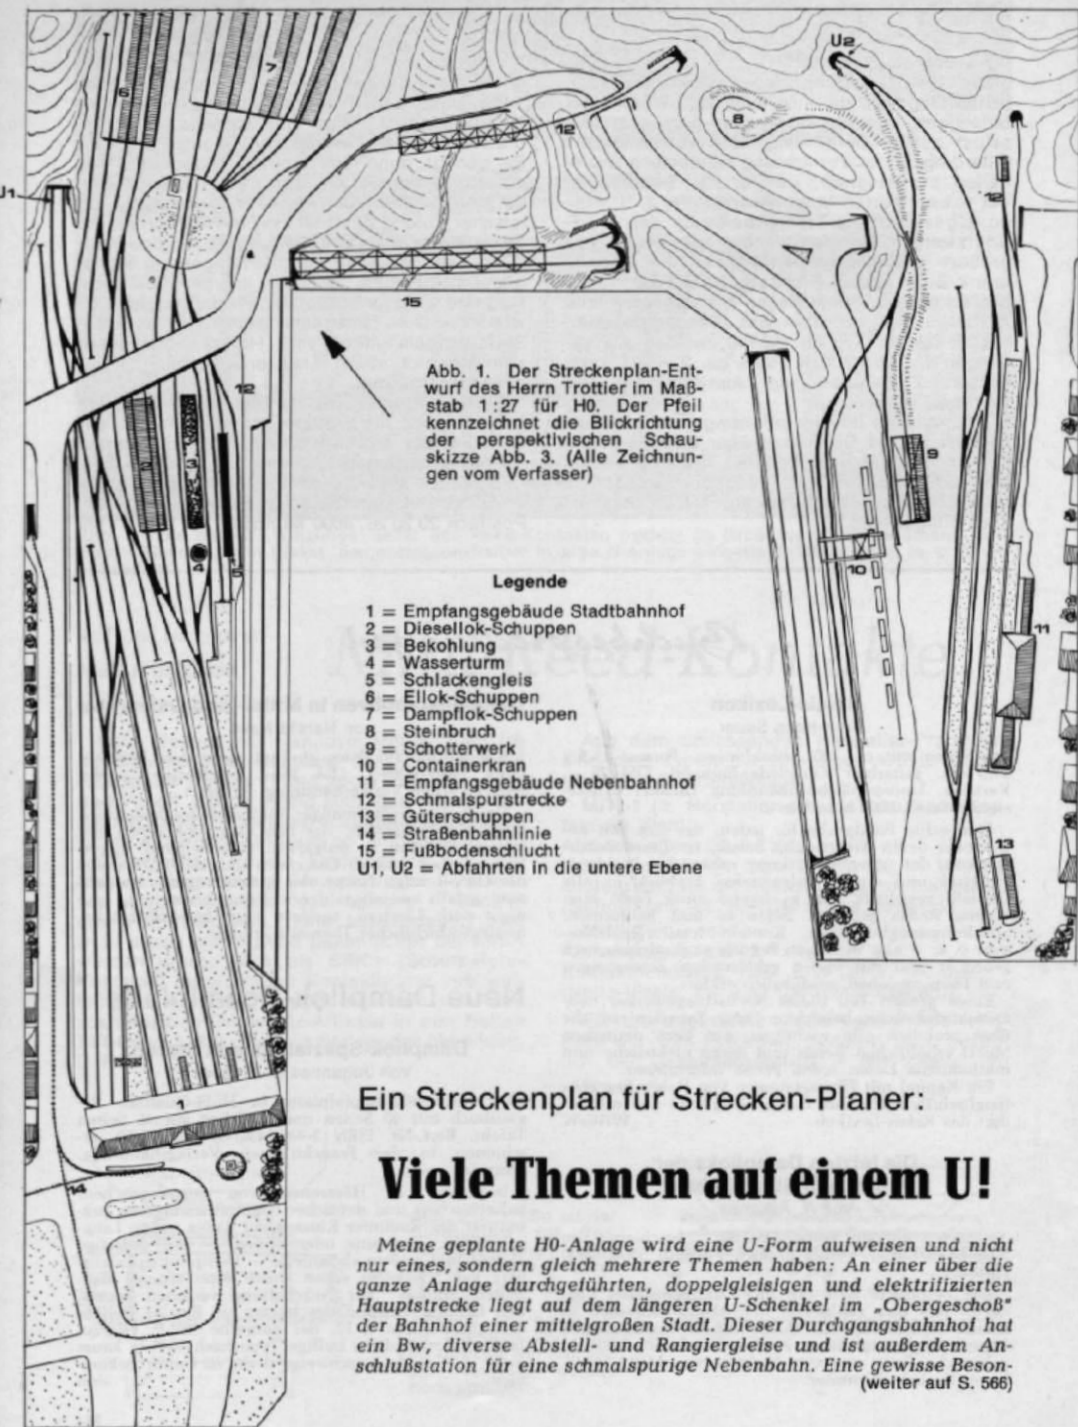 U2
6
7
8
12
U1
12
4
15
12
Abb. 1. Der Streckenplan-Ent-
wurf des Herrn Trottier im Maß-
stab 1:27 für H0. Der Pfeil
kennzeichnet die Blickrichtung
der perspektivischen Schau-
skizze Abb. 3. (Alle Zeichnun-
gen vom Verfasser)
2
3
9
4
5
10
Legende
1 = Empfangsgebäude Stadtbahnhof
2 = Diesellok-Schuppen
3 = Bekohlung
4 = Wasserturm
5 = Schlackengleis
6 = Ellok-Schuppen
7 = Dampflok-Schuppen
8 = Steinbruch
9 = Schotterwerk
10 = Containerkran
11 = Empfangsgebäude Nebenbahnhof
12 = Schmalspurstrecke
13 = Güterschuppen
14 = Straßenbahnlinie
15 = Fußbodenschlucht
U1, U2 = Abfahrten in die untere Ebene
11
13
1
14
Ein Streckenplan für Strecken-Planer:
Viele Themen auf einem U!
Meine geplante H0-Anlage wird eine U-Form aufweisen und nicht
nur eines, sondern gleich mehrere Themen haben: An einer über die
ganze Anlage durchgeführten, doppelgleisigen und elektrifizierten
Hauptstrecke liegt auf dem längeren U-Schenkel im „Obergeschoß"
der Bahnhof einer mittelgroßen Stadt. Dieser Durchgangsbahnhof hat
ein Bw, diverse Abstell- und Rangiergleise und ist außerdem An-
schlußstation für eine schmalspurige Nebenbahn. Eine gewisse Beson-
(weiter auf S. 566)